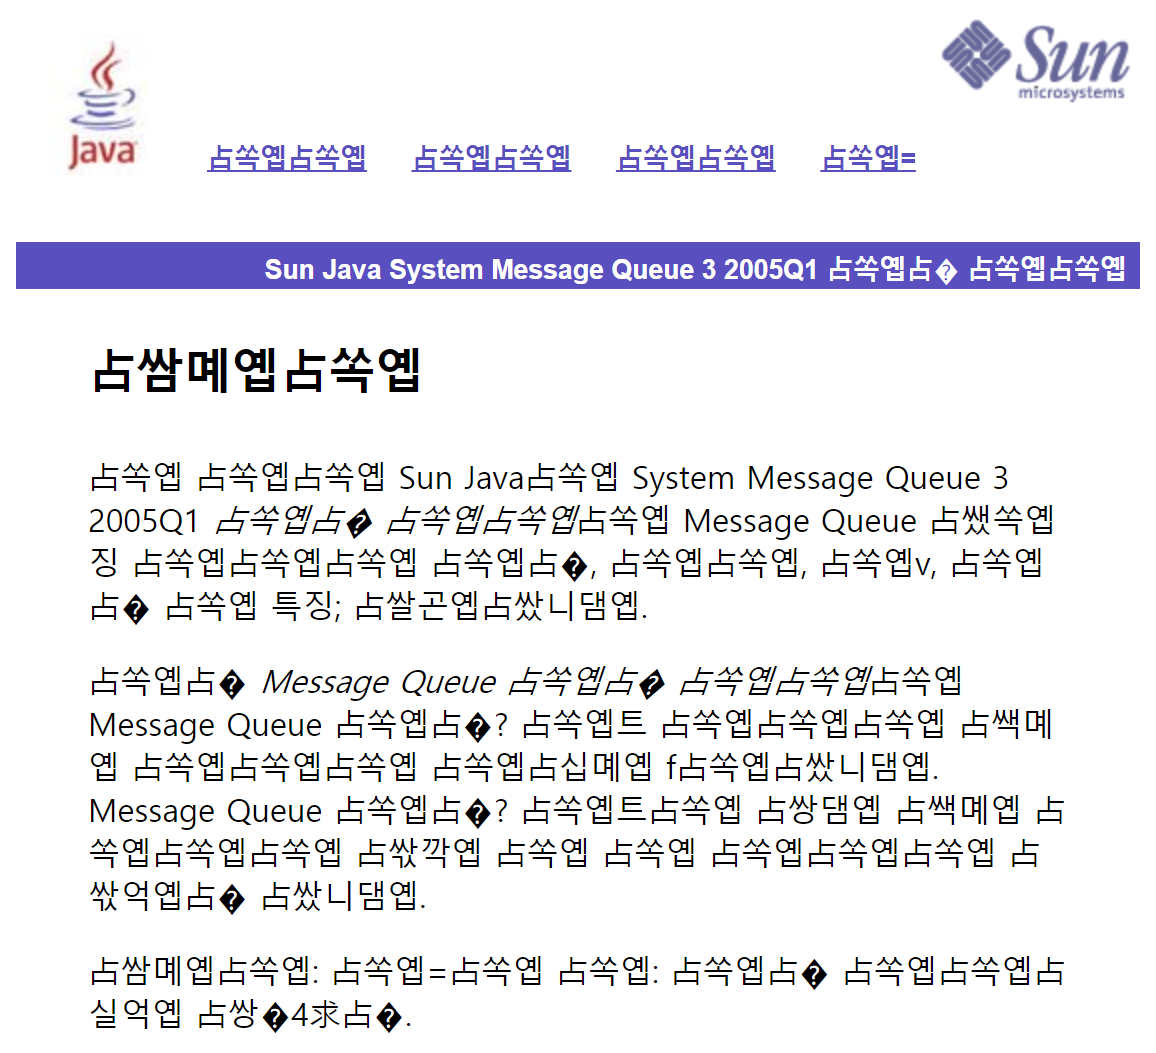 Sun
microsystems
Java
占쏙옙占쏙옙 占쏙옙占쏙옙 占쏙옙占쏙옙 占쏙옙=
Sun Java System Message Queue 3 2005Q1 占쏙옙占� 占쏙옙占쏙옙
占쌈몌옙占쏙옙
占쏙옙 占쏙옙占쏙옙 Sun Java占쏙옙 System Message Queue 3
2005Q1 占쏙옙占� 占쏙옙占쏙옙占쏙옙 Message Queue 占쌨쏙옙
징 占쏙옙占쏙옙占쏙옙 占쏙옙占�, 占쏙옙占쏙옙, 占쏙옙v, 占쏙옙
占� 占쏙옙 특징; 占쌀곤옙占쌌니댐옙.
占쏙옙占� Message Queue 占쏙옙占� 占쏙옙占쏙옙占쏙옙
Message Queue 占쏙옙占�? 占쏙옙트 占쏙옙占쏙옙占쏙옙 占쌕몌
옙 占쏙옙占쏙옙占쏙옙 占쏙옙占십몌옙 f占쏙옙占쌌니댐옙.
Message Queue 占쏙옙占�? 占쏙옙트占쏙옙 占쌍댐옙 占쌕몌옙 占
쏙옙占쏙옙占쏙옙 占쌳깍옙 占쏙옙 占쏙옙 占쏙옙占쏙옙占쏙옙 占
쌳억옙占� 占쌌니댐옙.
占쌈몌옙占쏙옙: 占쏙옙=占쏙옙 占쏙옙: 占쏙옙占� 占쏙옙占쏙옙占
실억옙 占쌍�4求占�.